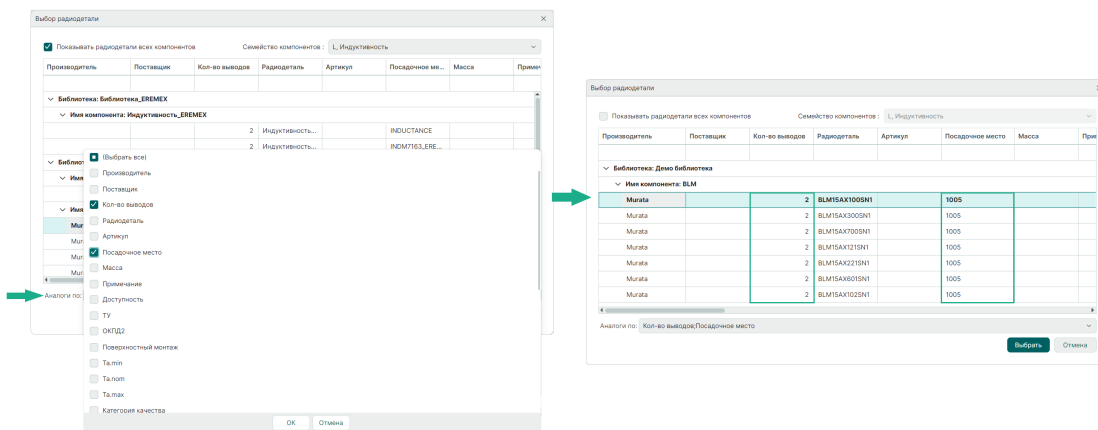 Выбор радиодетали
Показывать радиодетали всех компонентов
Семейство компонентов :
L, Индуктивность
Производитель Поставщик Кол-во выводов Радиодеталь Артикул Посадочное ме... Масса
Библиотека: Библиотека_EREMEX
Имя компонента: Индуктивность_EREMEX
2 Индуктивность... INDUCTANCE
2 Индуктивность... INDM7163_ERE...
(Выбрать все)
Производитель
Поставщик
Кол-во выводов
Радиодеталь
Артикул
Посадочное место
Масса
Примечание
Аналоги по:
Доступность
ТУ
ОКПД2
Поверхностный монтаж
Ta.min
Ta.nom
Ta.max
Категория качества
ОК Отмена
Выбор радиодетали
Показывать радиодетали всех компонентов
Семейство компонентов :
L, Индуктивность
Производитель Поставщик Кол-во выводов Радиодеталь Артикул Посадочное место Масса
Библиотека: Демо библиотека
Имя компонента: BLM
Murata 2 BLM15AX100SN1 1005
Murata 2 BLM15AX300SN1 1005
Murata 2 BLM15AX700SN1 1005
Murata 2 BLM15AX121SN1 1005
Murata 2 BLM15AX221SN1 1005
Murata 2 BLM15AX601SN1 1005
Murata 2 BLM15AX102SN1 1005
Аналоги по: Кол-во выводов;Посадочное место
Выбрать Отмена